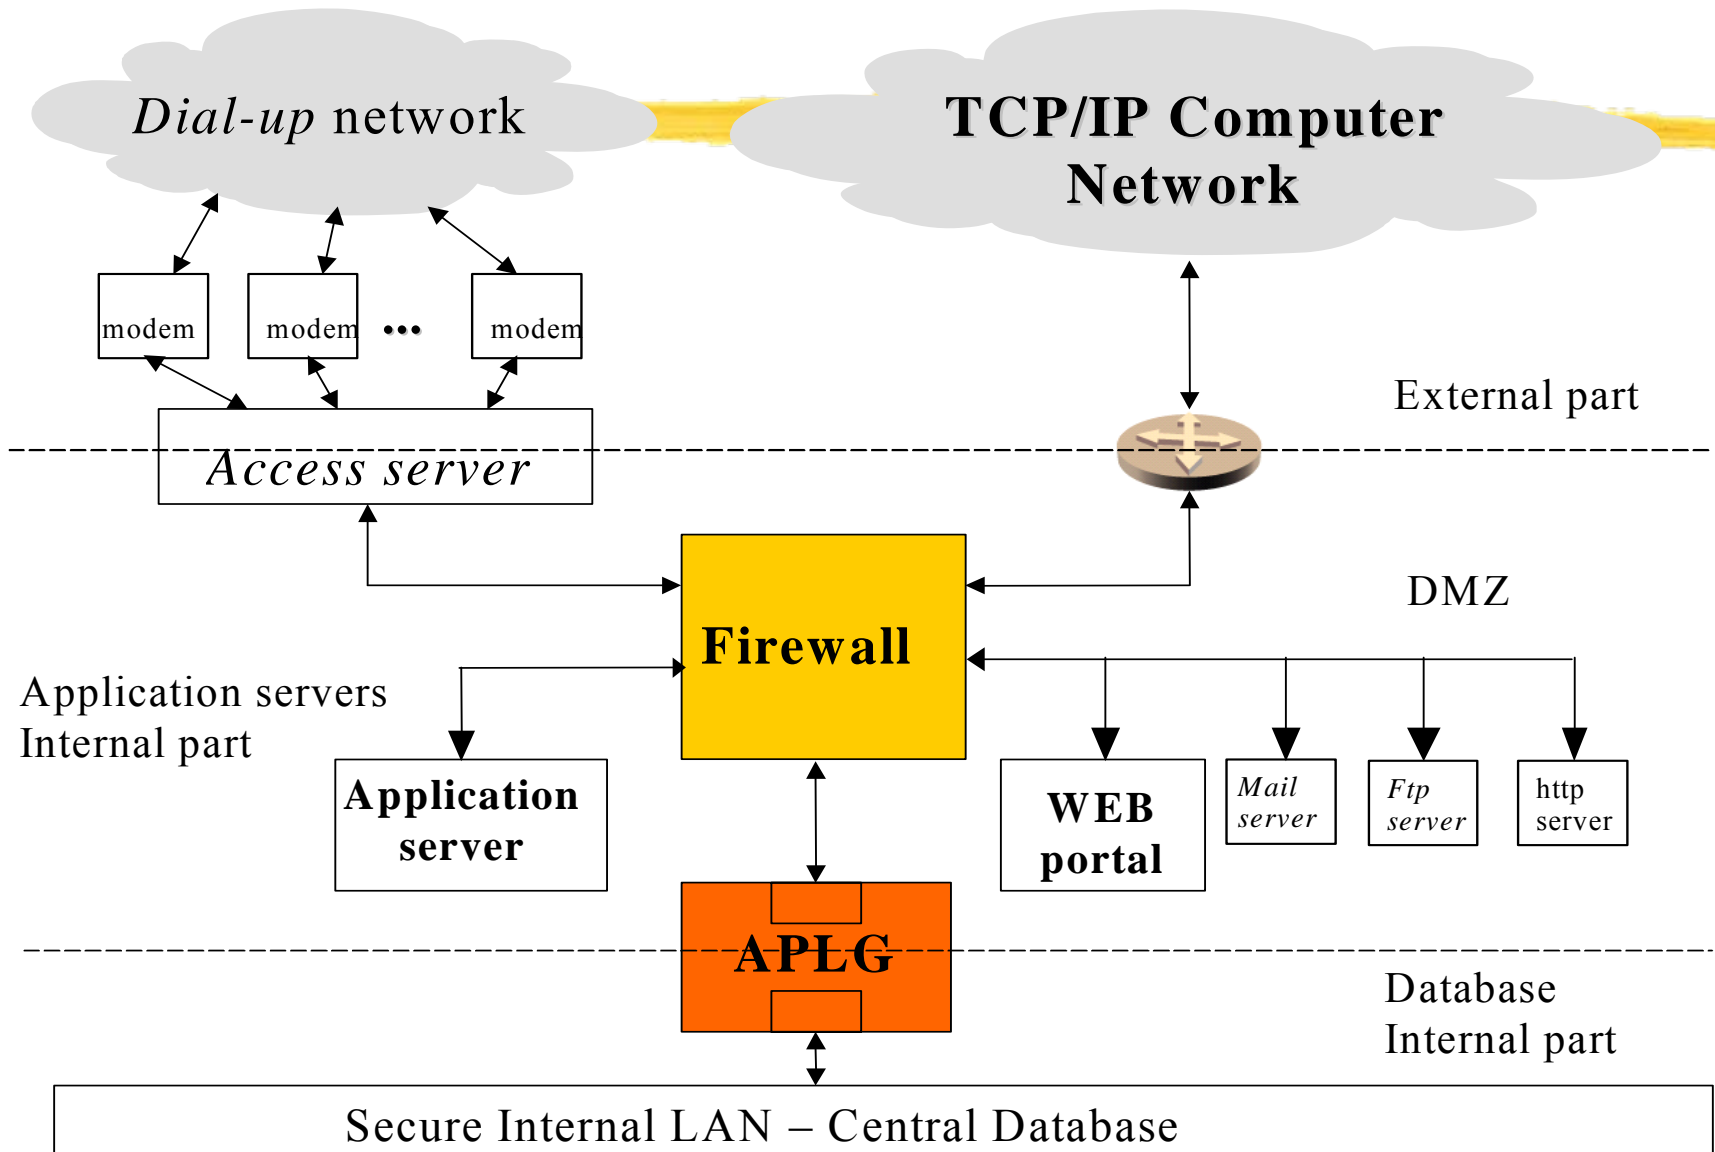 Dial-up network
TCP/IP Computer
Network
modem
modem
...
modem
External part
Access server
DMZ
Firewall
Application servers
Internal part
Application
server
WEB
portal
Mail
server
Ftp
server
http
server
APLG
Database
Internal part
Secure Internal LAN – Central Database